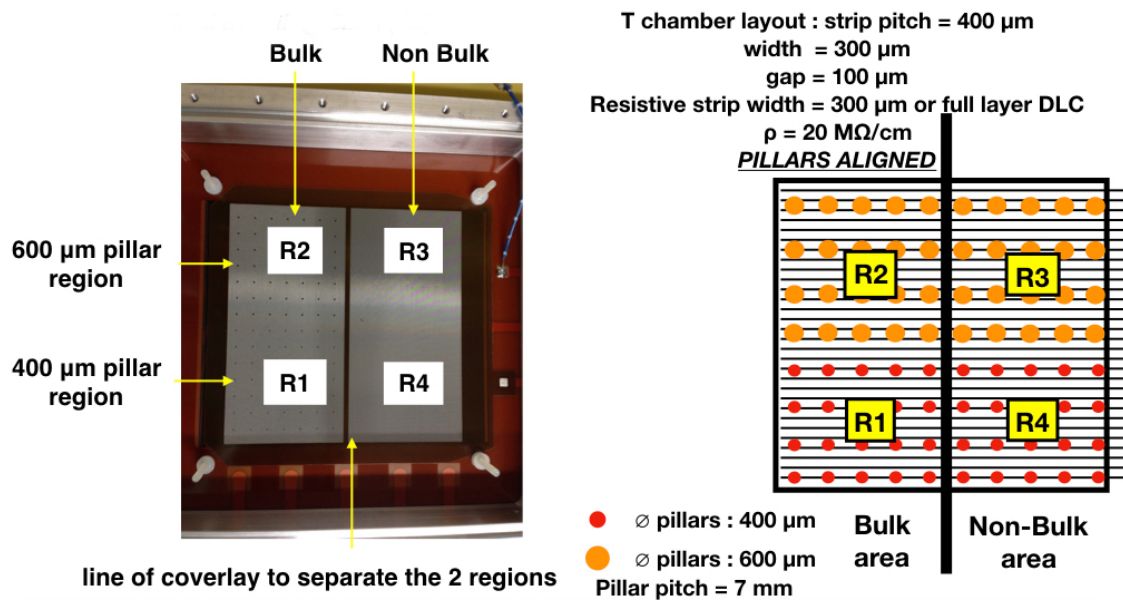 Bulk
Non Bulk
600 µm pillar
region
400 µm pillar
region
R2
R3
R1
R4
line of coverlay to separate the 2 regions
T chamber layout : strip pitch = 400 µm
width = 300 µm
gap = 100 µm
Resistive strip width = 300 µm or full layer DLC
ρ = 20 MΩ/cm
PILLARS ALIGNED
R2
R3
R1
R4
∅ pillars : 400 µm
∅ pillars : 600 µm
Pillar pitch = 7 mm
Bulk
area
Non-Bulk
area